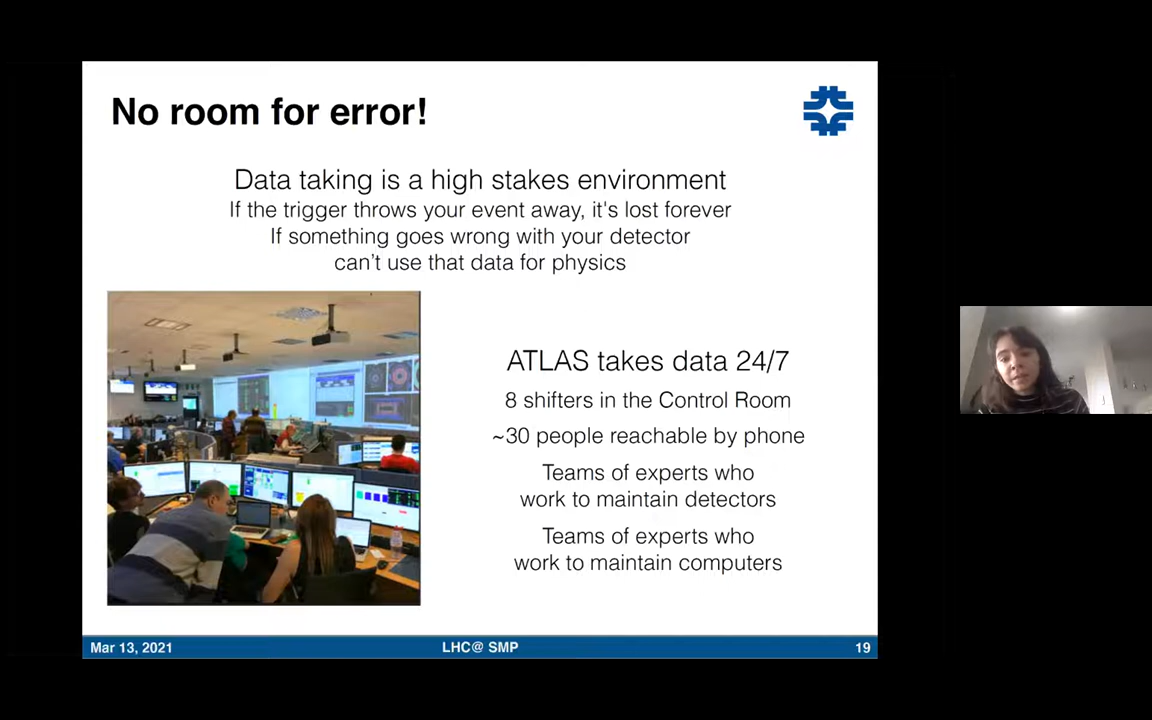 No room for error!
Data taking is a high stakes environment
If the trigger throws your event away, it's lost forever
If something goes wrong with your detector
can't use that data for physics
ATLAS takes data 24/7
8 shifters in the Control Room
~30 people reachable by phone
Teams of experts who
work to maintain detectors
Teams of experts who
work to maintain computers
Mar 13, 2021
LHC@ SMP
19